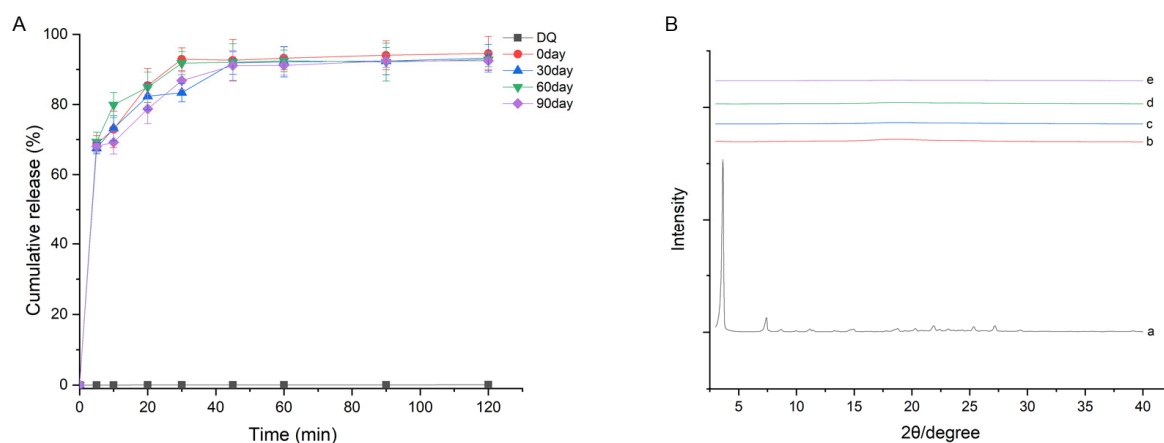 A
100
80
60
40
20
0
Cumulative release (%)
0
20
40
60
80
100
120
Time (min)
DQ
0day
30day
60day
90day
B
Intensity
e
d
c
b
a
5
10
15
20
25
30
35
40
2θ/degree